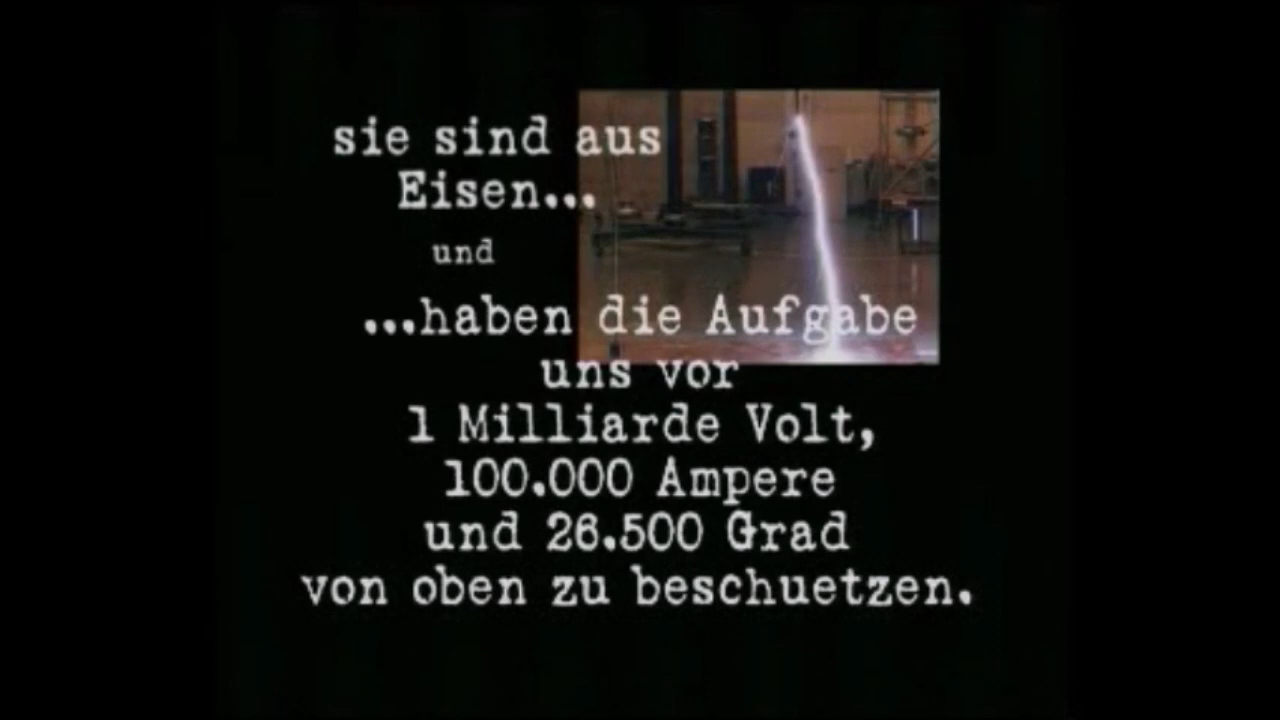 sie sind aus
Eisen...
und
...haben die Aufgabe
uns vor
1 Milliarde Volt,
100.000 Ampere
und 26.500 Grad
von oben zu beschuetzen.